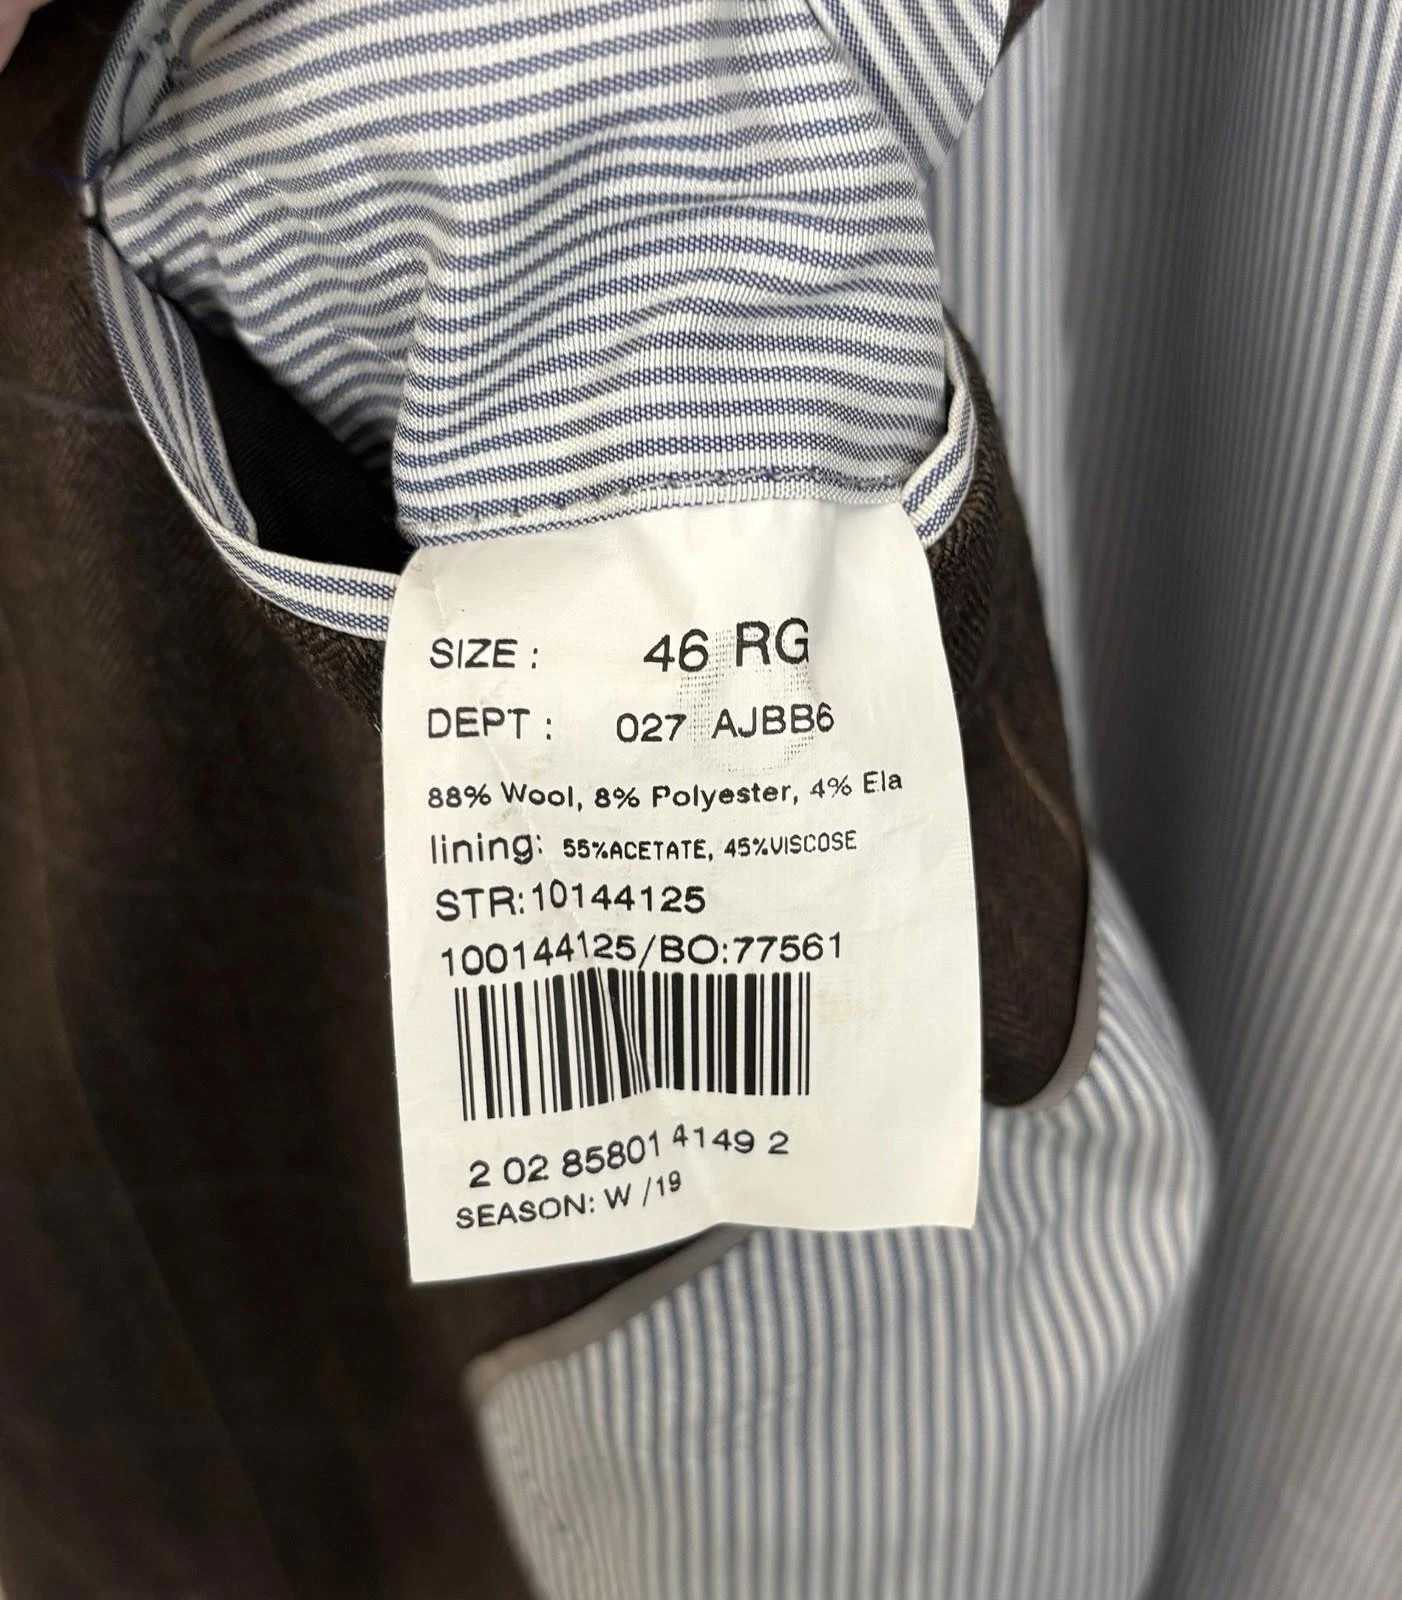 SIZE : 46 RG
DEPT : 027 AJBB6
88% Wool, 8% Polyester, 4% Ela
lining: 55%ACETATE, 45%VISCOSE
STR:10144125
100144125/BO:77561
2 02 85801 4149 2
SEASON: W /19